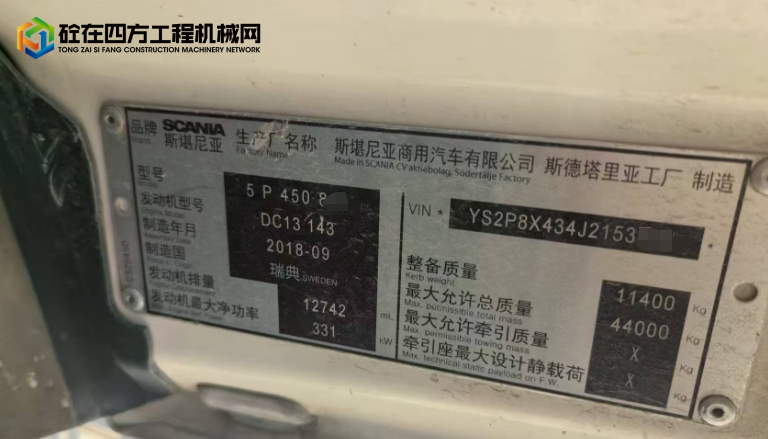 砼在四方工程机械网
TONG ZAI SI FANG CONSTRUCTION MACHINERY NETWORK
品牌 SCANIA 生产厂名称 斯堪尼亚商用汽车有限公司 斯德塔里亚工厂 制造
Brand 斯堪尼亚 Factory Name Made in SCANIA CV aktiebolag, Södertälje Factory
型号 5 P 450 8
发动机型号 DC13 143
制造年月 2018-09
制造国 瑞典 SWEDEN
发动机排量 12742 mL
发动机最大净功率 331 kW
VIN * YS2P8X434J2153
整备质量 11400 Kg
Kerb weight
最大允许总质量 44000 Kg
Max. permissible total mass
最大允许牵引质量 X Kg
Max. permissible towing mass
牵引座最大设计静载荷 X Kg
Max. technical static payload on F.W.